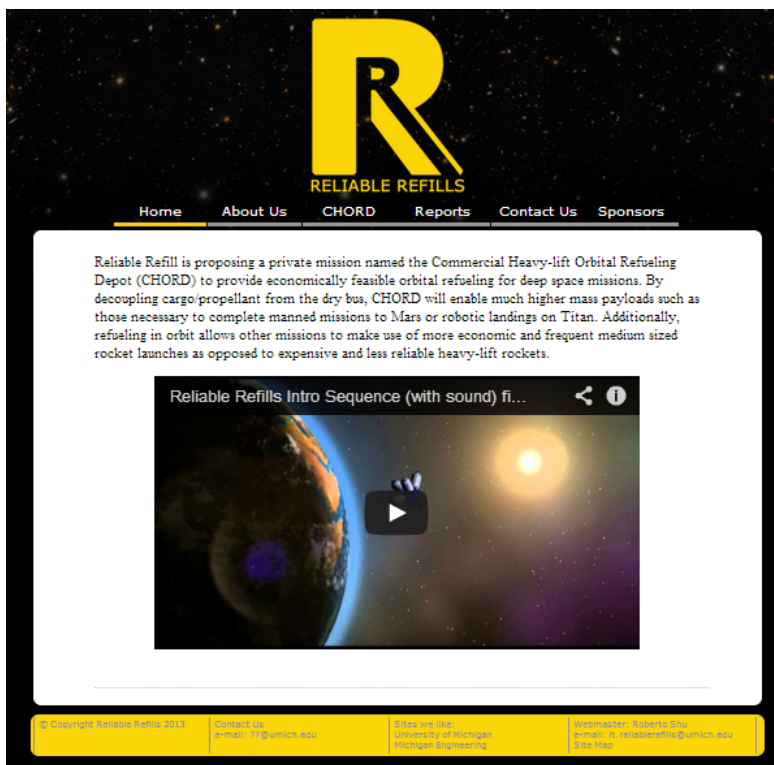 R
R
RELIABLE REFILLS
Home About Us CHORD Reports Contact Us Sponsors
Reliable Refill is proposing a private mission named the Commercial Heavy-lift Orbital Refueling
Depot (CHORD) to provide economically feasible orbital refueling for deep space missions. By
decoupling cargo/propellant from the dry bus, CHORD will enable much higher mass payloads such as
those necessary to complete manned missions to Mars or robotic landings on Titan. Additionally,
refueling in orbit allows other missions to make use of more economic and frequent medium sized
rocket launches as opposed to expensive and less reliable heavy-lift rockets.
Reliable Refills Intro Sequence (with sound) fi...
© Copyright Reliable Refills 2013
Contact Us
e-mail: ??@umich.edu
Sites we like:
University of Michigan
Michigan Engineering
Webmaster: Roberto Shu
e-mail: it.reliablerefills@umich.edu
Site Map